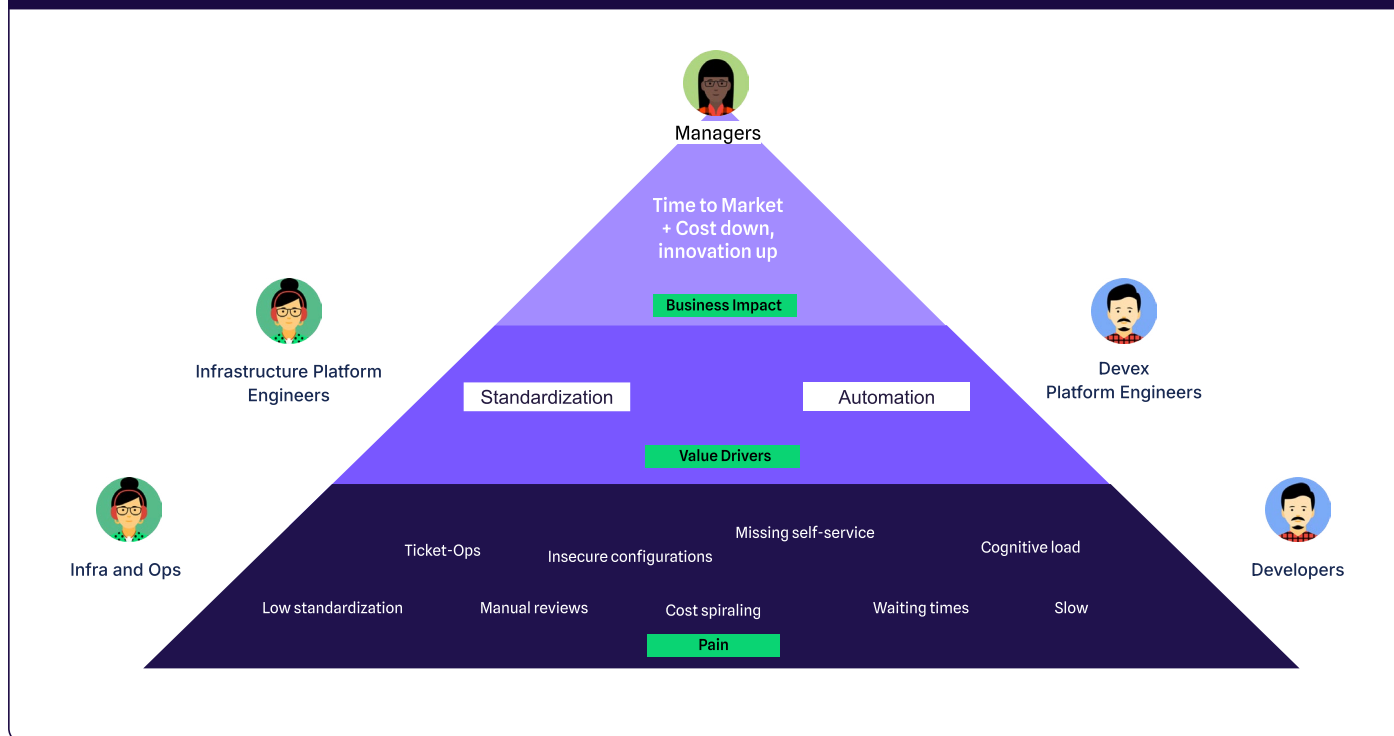 Managers
Time to Market
+ Cost down,
innovation up
Business Impact
Infrastructure Platform
Engineers
Devex
Platform Engineers
Standardization
Automation
Value Drivers
Infra and Ops
Developers
Ticket-Ops
Insecure configurations
Missing self-service
Cognitive load
Low standardization
Manual reviews
Cost spiraling
Waiting times
Slow
Pain